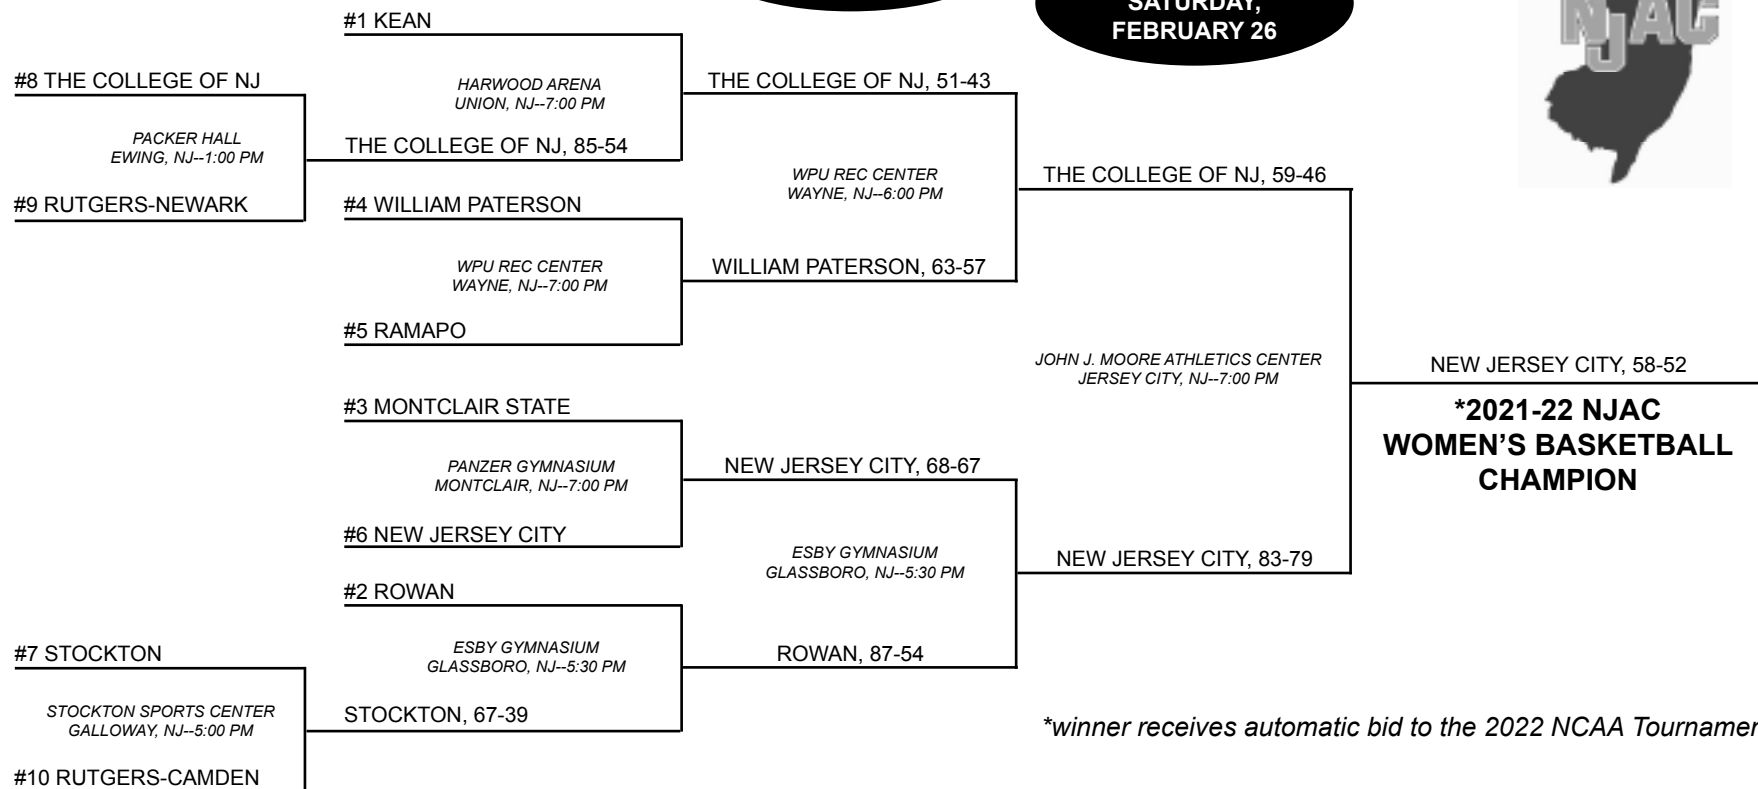 SATURDAY,
FEBRUARY 26
NJAC
#1 KEAN
#8 THE COLLEGE OF NJ
HARWOOD ARENA
UNION, NJ--7:00 PM
THE COLLEGE OF NJ, 51-43
PACKER HALL
EWING, NJ--1:00 PM
THE COLLEGE OF NJ, 85-54
WPU REC CENTER
WAYNE, NJ--6:00 PM
THE COLLEGE OF NJ, 59-46
#9 RUTGERS-NEWARK
#4 WILLIAM PATERSON
WPU REC CENTER
WAYNE, NJ--7:00 PM
WILLIAM PATERSON, 63-57
#5 RAMAPO
JOHN J. MOORE ATHLETICS CENTER
JERSEY CITY, NJ--7:00 PM
NEW JERSEY CITY, 58-52
*2021-22 NJAC
WOMEN'S BASKETBALL
CHAMPION
#3 MONTCLAIR STATE
PANZER GYMNASIUM
MONTCLAIR, NJ--7:00 PM
NEW JERSEY CITY, 68-67
#6 NEW JERSEY CITY
ESBY GYMNASIUM
GLASSBORO, NJ--5:30 PM
NEW JERSEY CITY, 83-79
#2 ROWAN
#7 STOCKTON
ESBY GYMNASIUM
GLASSBORO, NJ--5:30 PM
ROWAN, 87-54
STOCKTON SPORTS CENTER
GALLOWAY, NJ--5:00 PM
STOCKTON, 67-39
*winner receives automatic bid to the 2022 NCAA Tournamen
#10 RUTGERS-CAMDEN